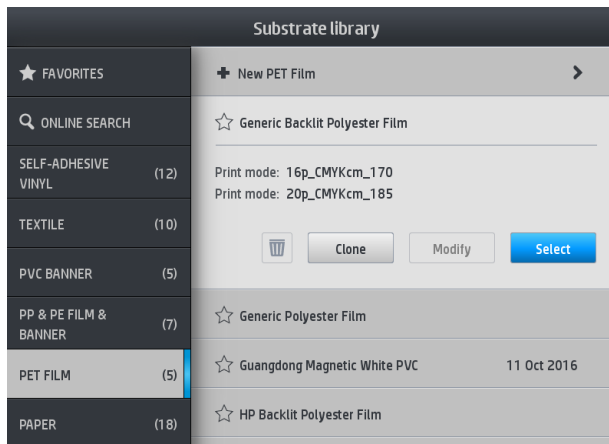 Substrate library
FAVORITES
ONLINE SEARCH
SELF-ADHESIVE
VINYL (12)
TEXTILE (10)
PVC BANNER (5)
PP & PE FILM &
BANNER (7)
PET FILM (5)
PAPER (18)
New PET Film
Generic Backlit Polyester Film
Print mode: 16p_CMYKcm_170
Print mode: 20p_CMYKcm_185
Clone Modify Select
Generic Polyester Film
Guangdong Magnetic White PVC 11 Oct 2016
HP Backlit Polyester Film